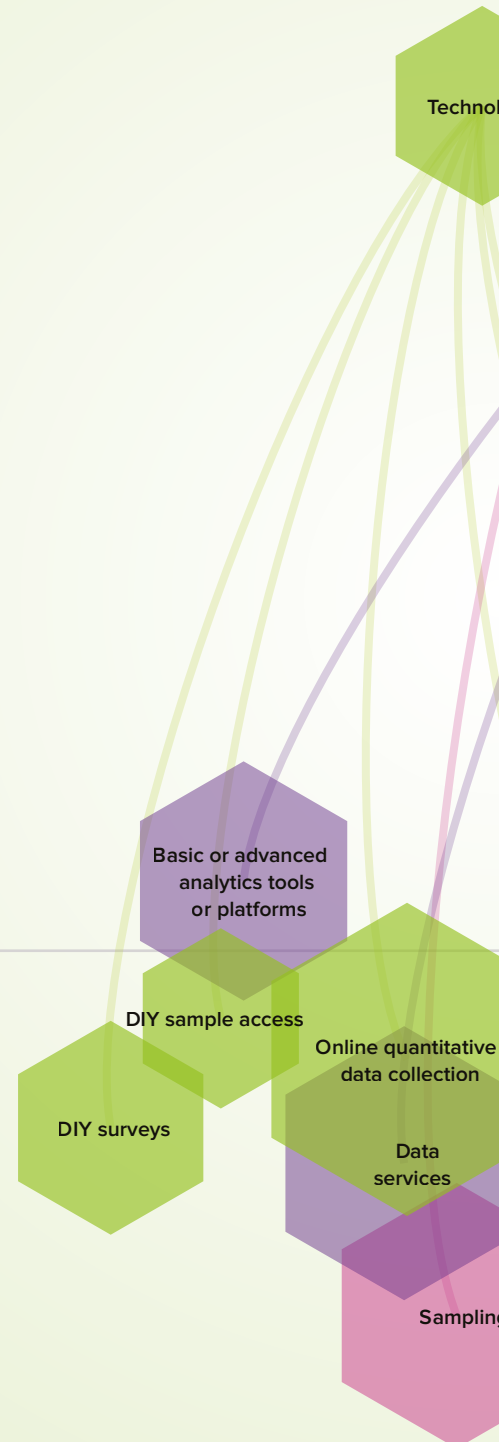 Technol
Basic or advanced
analytics tools
or platforms
DIY sample access
Online quantitative
data collection
DIY surveys
Data
services
Sampling